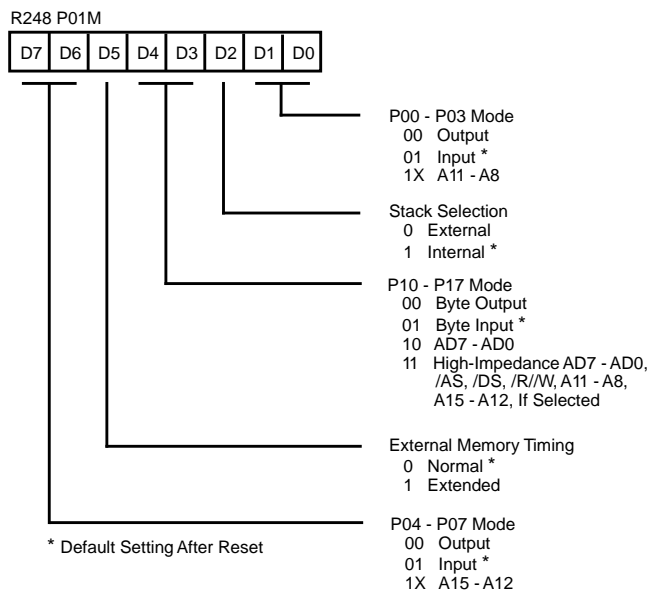 R248 P01M
D7 D6 D5 D4 D3 D2 D1 D0
P00 - P03 Mode
00 Output
01 Input *
1X A11 - A8
Stack Selection
0 External
1 Internal *
P10 - P17 Mode
00 Byte Output
01 Byte Input *
10 AD7 - AD0
11 High-Impedance AD7 - AD0,
/AS, /DS, /R//W, A11 - A8,
A15 - A12, If Selected
External Memory Timing
0 Normal *
1 Extended
P04 - P07 Mode
00 Output
01 Input *
1X A15 - A12
* Default Setting After Reset